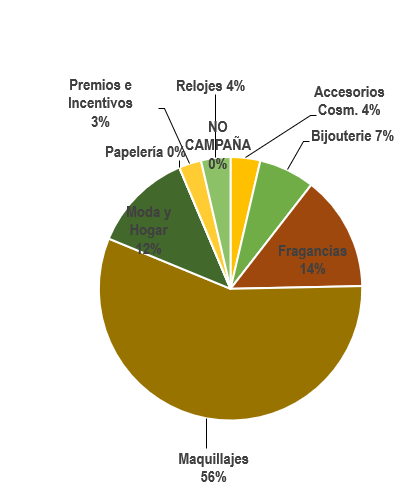 Relojes 4%
Premios e
Incentivos
3%
Accesorios
Cosm. 4%
NO
CAMPAÑA
0%
Bijouterie 7%
Papelería 0%
Moda y
Hogar
12%
Fragancias
14%
Maquillajes
56%